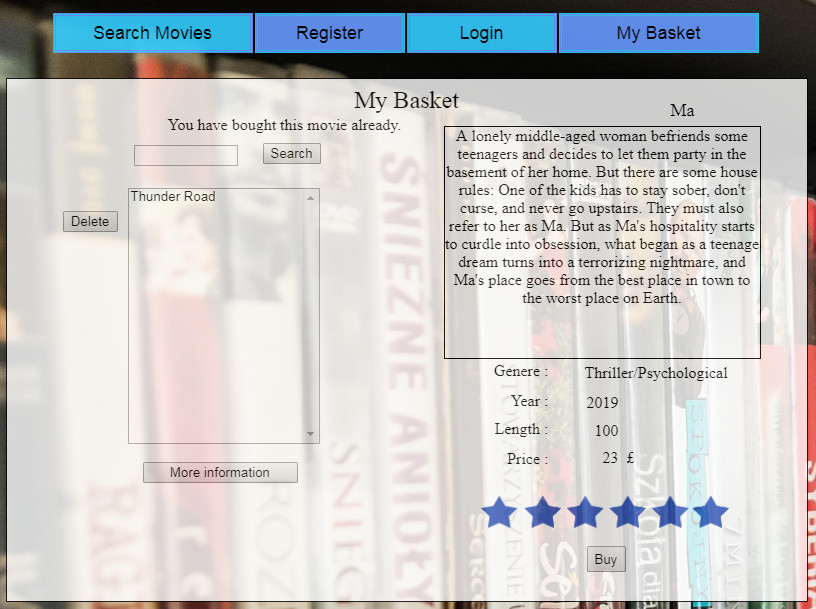 Search Movies
Register
Login
My Basket
My Basket
You have bought this movie already.
Search
Thunder Road
Delete
More information
Ma
A lonely middle-aged woman befriends some
teenagers and decides to let them party in the
basement of her home. But there are some house
rules: One of the kids has to stay sober, don't
curse, and never go upstairs. They must also
refer to her as Ma. But as Ma's hospitality starts
to curdle into obsession, what began as a teenage
dream turns into a terrorizing nightmare, and
Ma's place goes from the best place in town to
the worst place on Earth.
Genere : Thriller/Psychological
Year : 2019
Length : 100
Price : 23 £
Buy
ŚNIEŻNE ANIOŁY